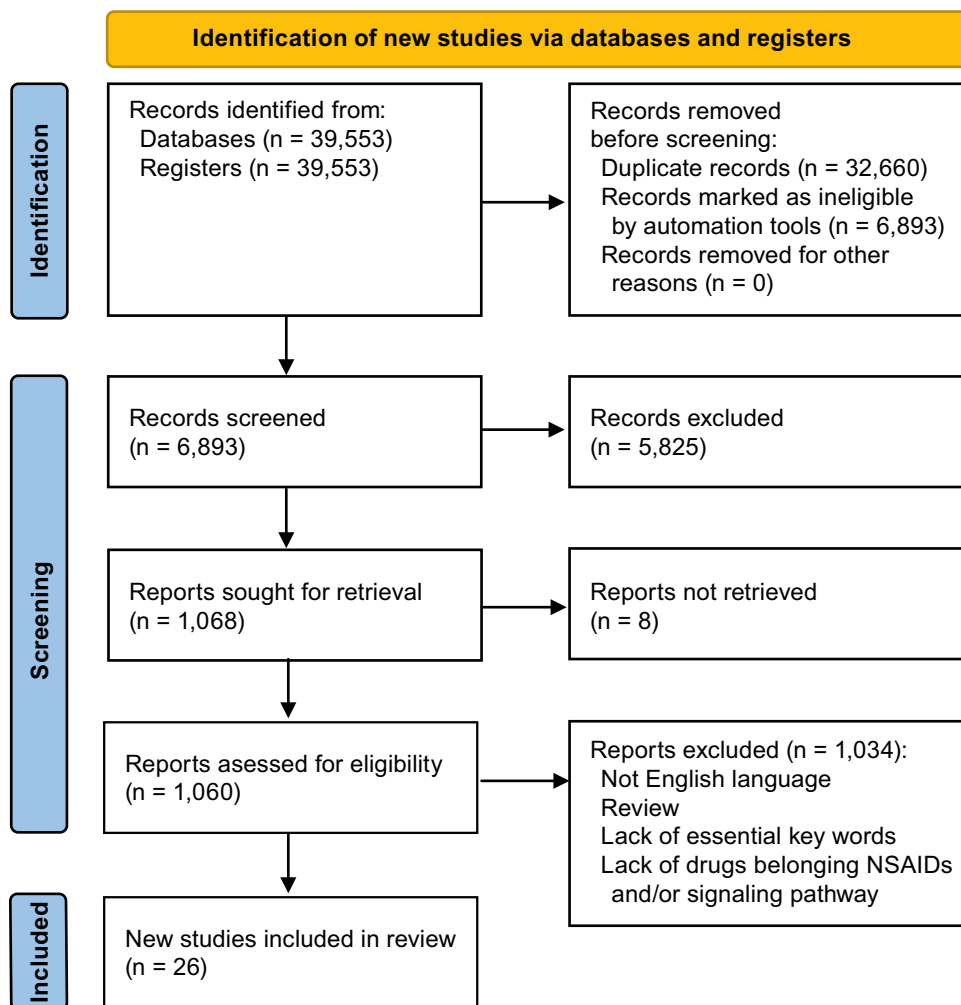 Identification of new studies via databases and registers
Identification
Records identified from:
Databases (n = 39,553)
Registers (n = 39,553)
Records removed
before screening:
Duplicate records (n = 32,660)
Records marked as ineligible
by automation tools (n = 6,893)
Records removed for other
reasons (n = 0)
Screening
Records screened
(n = 6,893)
Records excluded
(n = 5,825)
Reports sought for retrieval
(n = 1,068)
Reports not retrieved
(n = 8)
Reports asessed for eligibility
(n = 1,060)
Reports excluded (n = 1,034):
Not English language
Review
Lack of essential key words
Lack of drugs belonging NSAIDs
and/or signaling pathway
Included
New studies included in review
(n = 26)